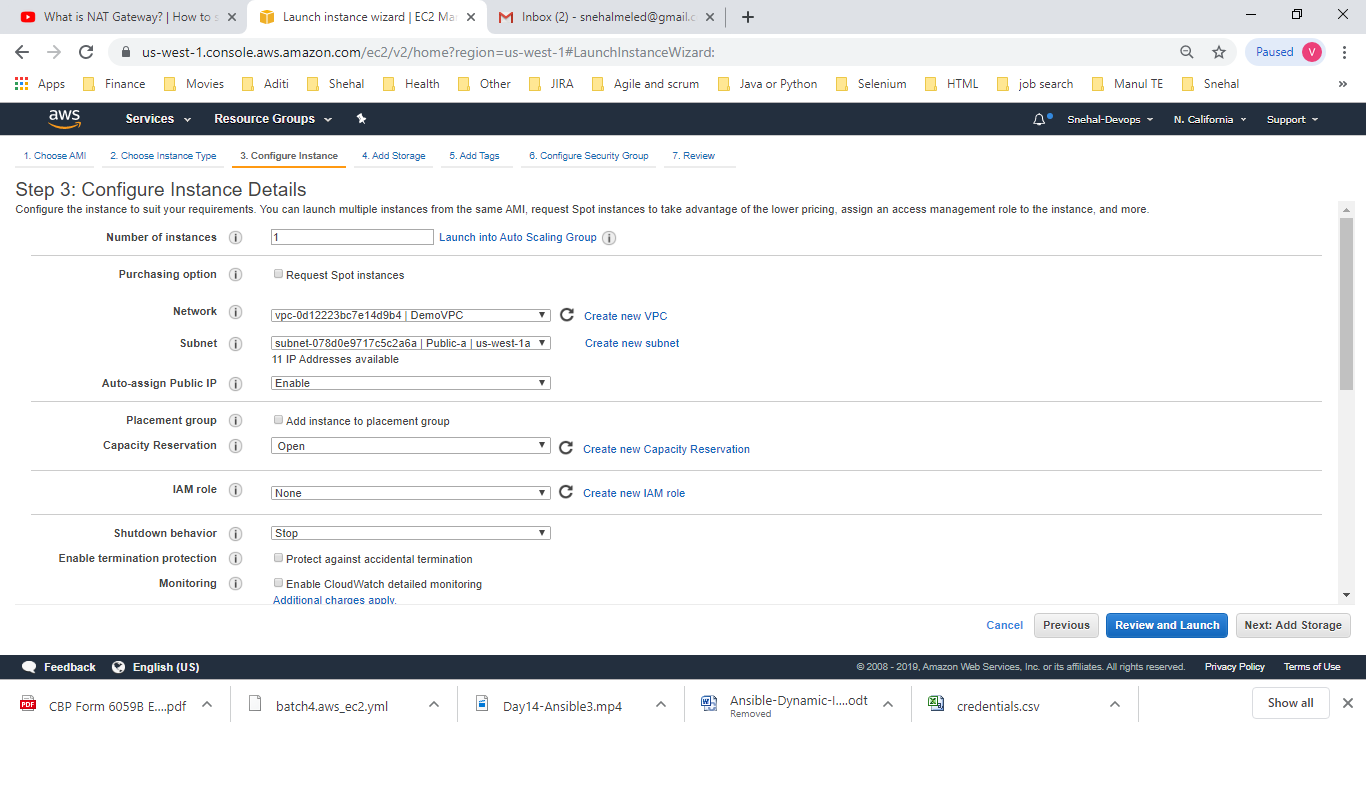 What is NAT Gateway? | How to s
Launch instance wizard | EC2 Ma
Inbox (2) - snehalmeled@gmail.c
us-west-1.console.aws.amazon.com/ec2/v2/home?region=us-west-1#LaunchInstanceWizard:
Paused V
Apps Finance Movies Aditi Shehal Health Other JIRA Agile and scrum Java or Python Selenium HTML job search Manul TE Snehal »
aws Services Resource Groups Snehal-Devops N. California Support
1. Choose AMI 2. Choose Instance Type 3. Configure Instance 4. Add Storage 5. Add Tags 6. Configure Security Group 7. Review
Step 3: Configure Instance Details
Configure the instance to suit your requirements. You can launch multiple instances from the same AMI, request Spot instances to take advantage of the lower pricing, assign an access management role to the instance, and more.
Number of instances i 1 Launch into Auto Scaling Group i
Purchasing option i Request Spot instances
Network i vpc-0d12223bc7e14d9b4 | DemoVPC Create new VPC
Subnet i subnet-078d0e9717c5c2a6a | Public-a | us-west-1a Create new subnet
11 IP Addresses available
Auto-assign Public IP i Enable
Placement group i Add instance to placement group
Capacity Reservation i Open Create new Capacity Reservation
IAM role i None Create new IAM role
Shutdown behavior i Stop
Enable termination protection i Protect against accidental termination
Monitoring i Enable CloudWatch detailed monitoring
Additional charges apply.
Cancel Previous Review and Launch Next: Add Storage
Feedback English (US) © 2008 - 2019, Amazon Web Services, Inc. or its affiliates. All rights reserved. Privacy Policy Terms of Use
PDF CBP Form 6059B E....pdf batch4.aws_ec2.yml Day14-Ansible3.mp4 Ansible-Dynamic-I....odt credentials.csv Show all
Removed